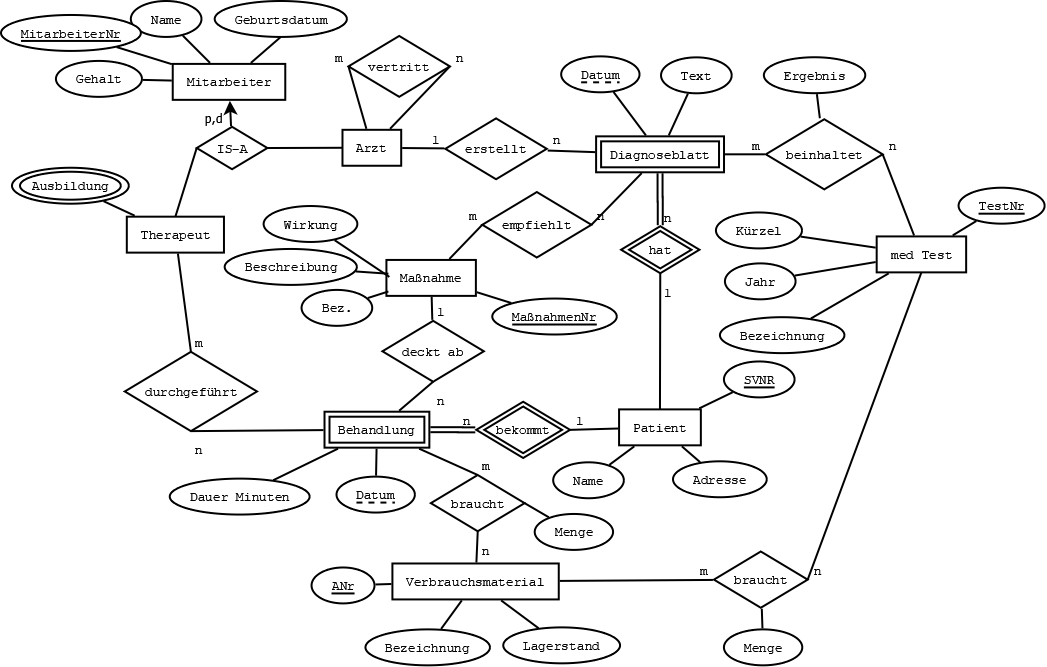 Name
Geburtsdatum
MitarbeiterNr
Gehalt
Mitarbeiter
m
vertritt
n
Datum
Text
Ergebnis
p,d
IS-A
Arzt
1
erstellt
n
Diagnoseblatt
m
beinhaltet
n
Ausbildung
Therapeut
Wirkung
Beschreibung
Bez.
m
empfiehlt
n
n
hat
1
Maßnahme
MaßnahmenNr
1
deckt ab
n
Kürzel
TestNr
med Test
Jahr
Bezeichnung
m
durchgeführt
n
SVNR
Behandlung
n
bekommt
1
Patient
Name
Adresse
Dauer Minuten
Datum
m
braucht
Menge
n
ANr
Verbrauchsmaterial
m
braucht
n
Bezeichnung
Lagerstand
Menge